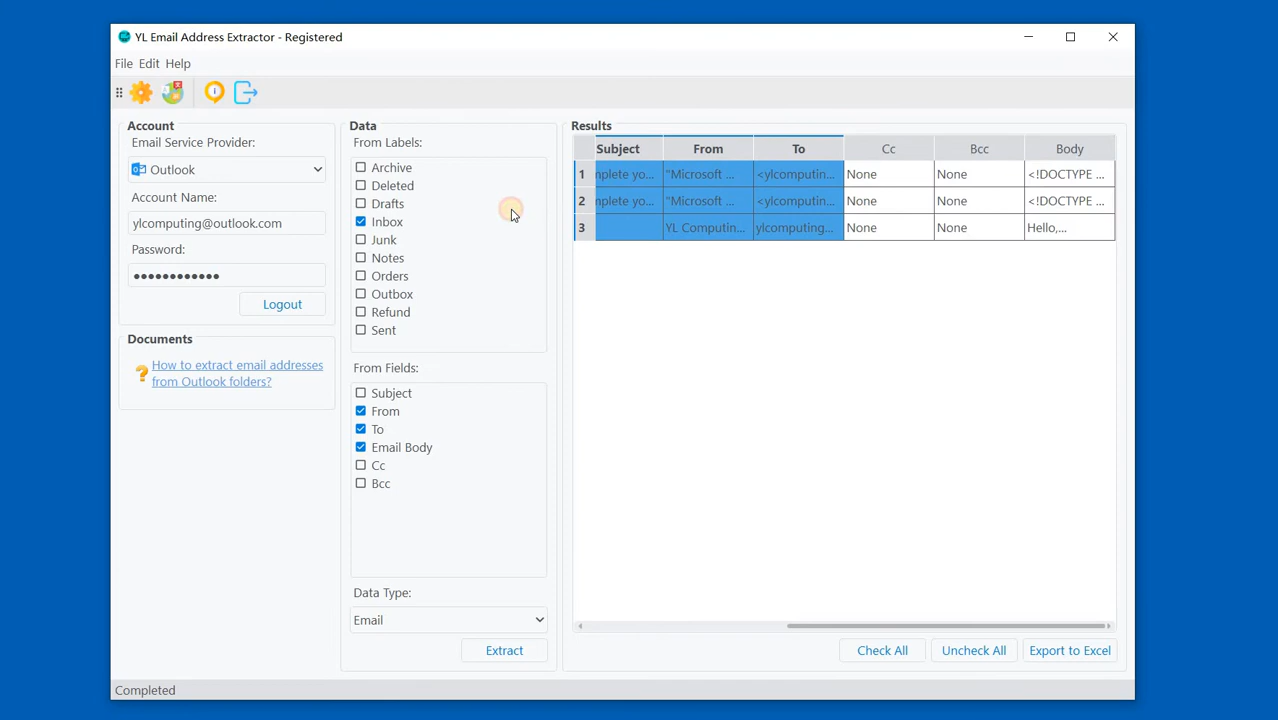 YL Email Address Extractor - Registered
File Edit Help
Account
Email Service Provider:
Outlook
Account Name:
ylcomputing@outlook.com
Password:
●●●●●●●●●●●●
Logout
Documents
How to extract email addresses
from Outlook folders?
Data
From Labels:
Archive
Deleted
Drafts
Inbox
Junk
Notes
Orders
Outbox
Refund
Sent
From Fields:
Subject
From
To
Email Body
Cc
Bcc
Data Type:
Email
Extract
Results
Subject From To Cc Bcc Body
1 nplete yo... "Microsoft ... <ylcomputin... None None <!DOCTYPE ...
2 nplete yo... "Microsoft ... <ylcomputin... None None <!DOCTYPE ...
3 YL Computin... ylcomputing... None None Hello,...
Check All Uncheck All Export to Excel
Completed